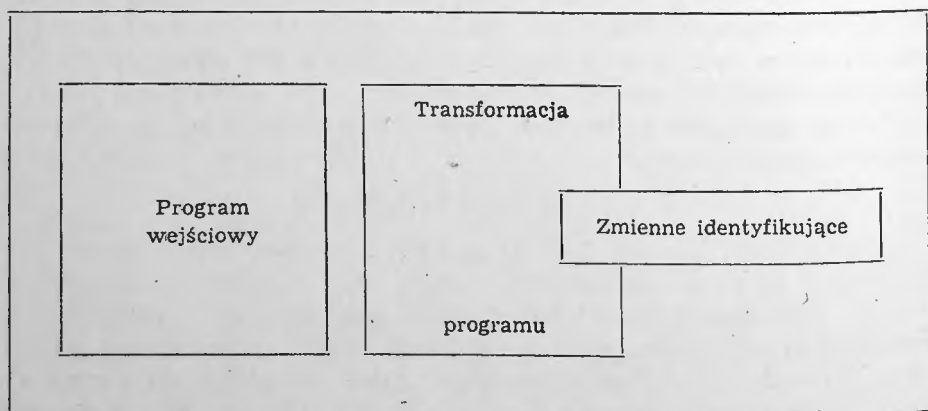 Program
wejściowy
Transformacja
programu
Zmienne identyfikujące